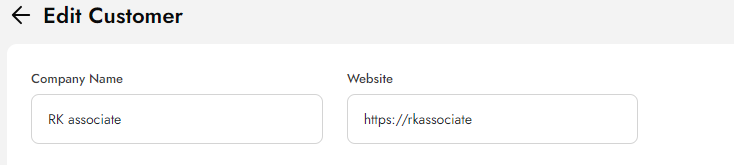 Edit Customer
Company Name
Website
RK associate
https://rkassociate